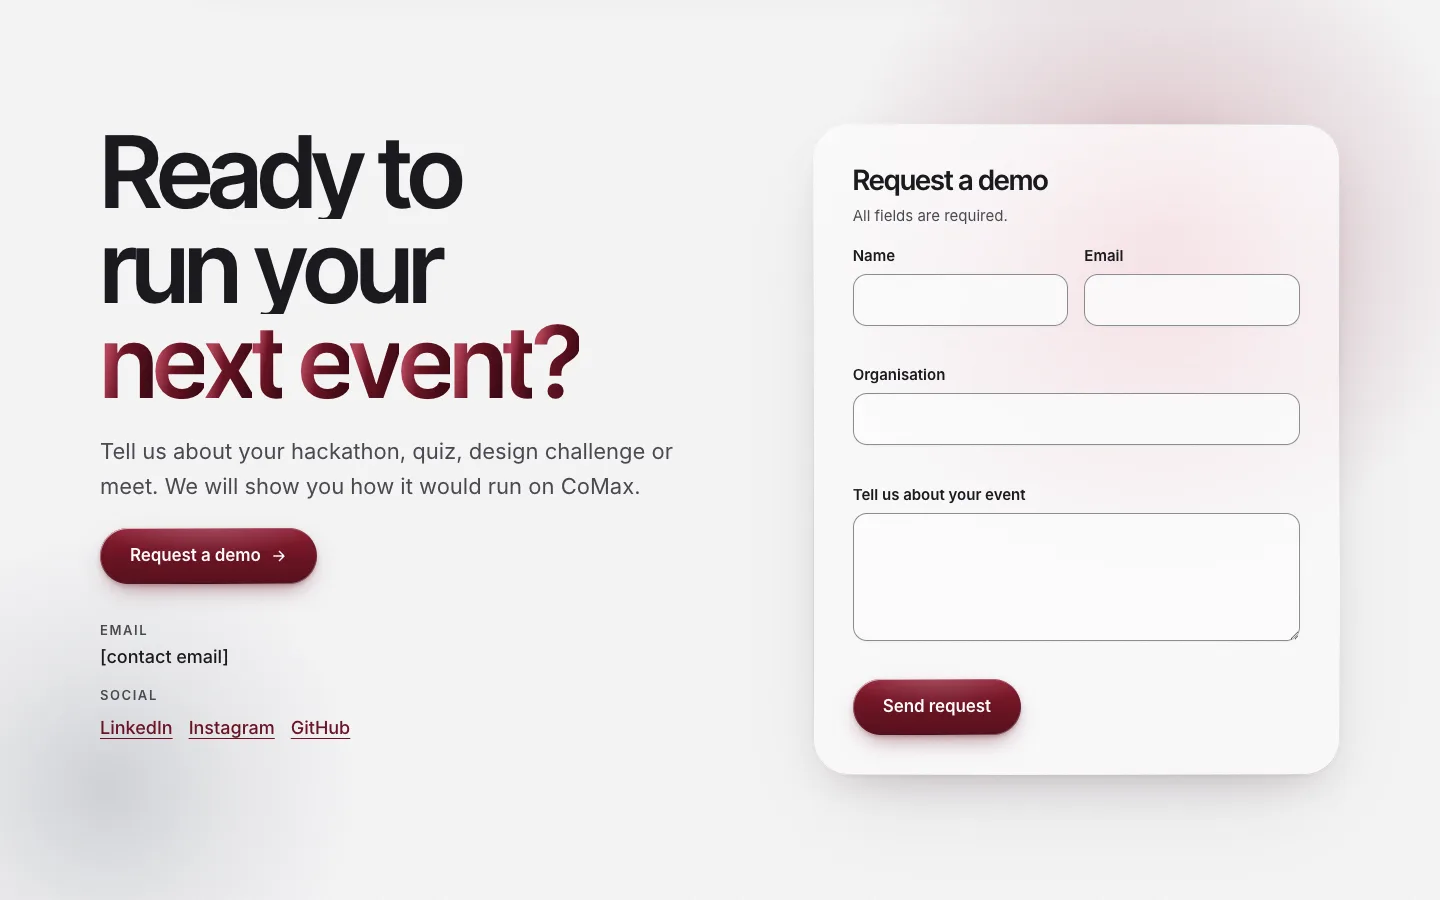 Ready to
run your
next event?
Tell us about your hackathon, quiz, design challenge or
meet. We will show you how it would run on CoMax.
Request a demo →
EMAIL
[contact email]
SOCIAL
LinkedIn Instagram GitHub
Request a demo
All fields are required.
Name Email
Organisation
Tell us about your event
Send request